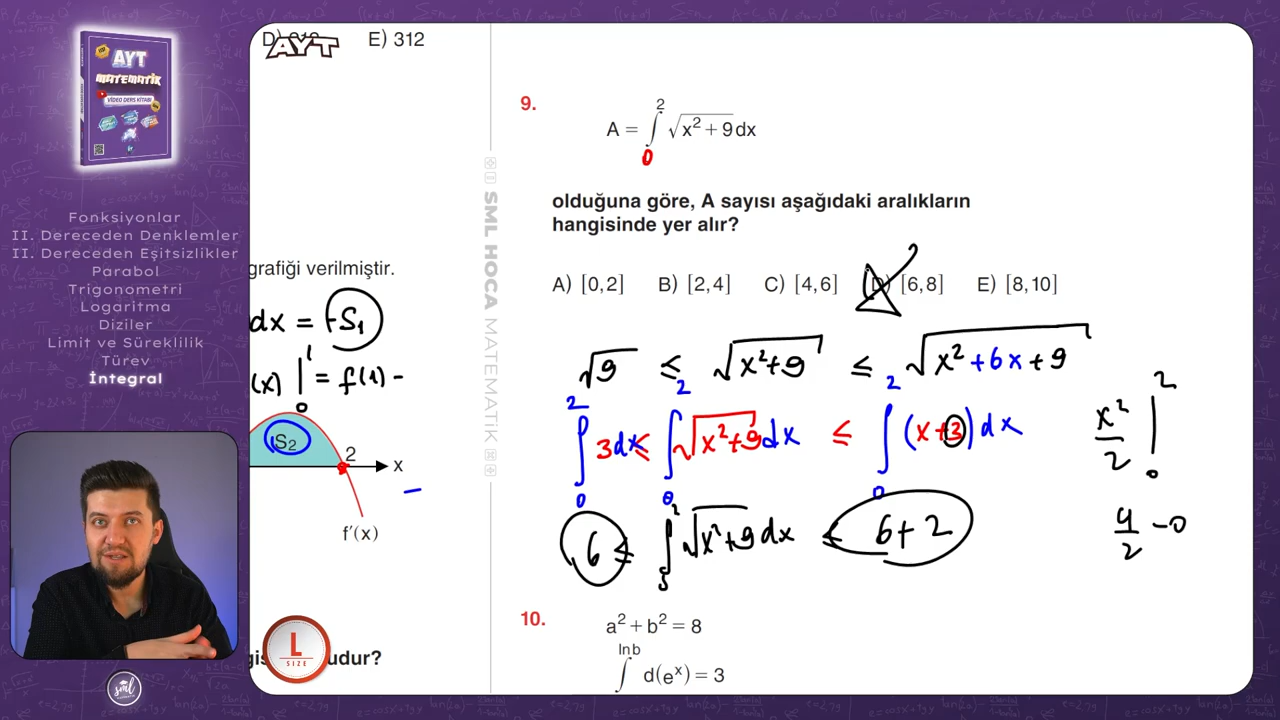 AYT
MATEMATİK
VİDEO DERS KİTABI
Fonksiyonlar
II. Dereceden Denklemler
II. Dereceden Eşitsizlikler
Parabol
Trigonometri
Logaritma
Diziler
Limit ve Süreklilik
Türev
İntegral
sml
AYT
E) 312
grafiği verilmiştir.
dx = -S₁
(x) |₀¹ = f(1) -
S₂
2
x
f'(x)
L
SIZE
udur?
SML HOCA MATEMATİK
9.
A = ∫₀² √(x² + 9) dx
olduğuna göre, A sayısı aşağıdaki aralıkların
hangisinde yer alır?
A) [0,2] B) [2,4] C) [4,6] D) [6,8] E) [8,10]
√9 ≤ √(x²+9) ≤ √(x²+6x+9)
∫₀² 3dx ≤ ∫₀² √(x²+9) dx ≤ ∫₀² (x+3) dx
x²/2 |₀²
6 ≤ ∫₀² √(x²+9) dx ≤ 6+2
4/2 - 0
10.
a² + b² = 8
∫ ^(ln b) d(eˣ) = 3